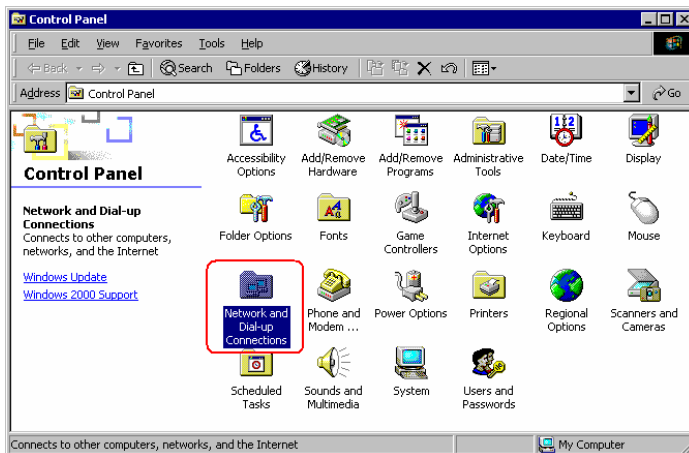 Control Panel
File Edit View Favorites Tools Help
Back Search Folders History
Address Control Panel Go
Control Panel
Network and Dial-up
Connections
Connects to other computers,
networks, and the Internet
Windows Update
Windows 2000 Support
Accessibility
Options
Add/Remove
Hardware
Add/Remove
Programs
Administrative
Tools
Date/Time
Display
Folder Options
Fonts
Game
Controllers
Internet
Options
Keyboard
Mouse
Network and
Dial-up
Connections
Phone and
Modem ...
Power Options
Printers
Regional
Options
Scanners and
Cameras
Scheduled
Tasks
Sounds and
Multimedia
System
Users and
Passwords
Connects to other computers, networks, and the Internet
My Computer